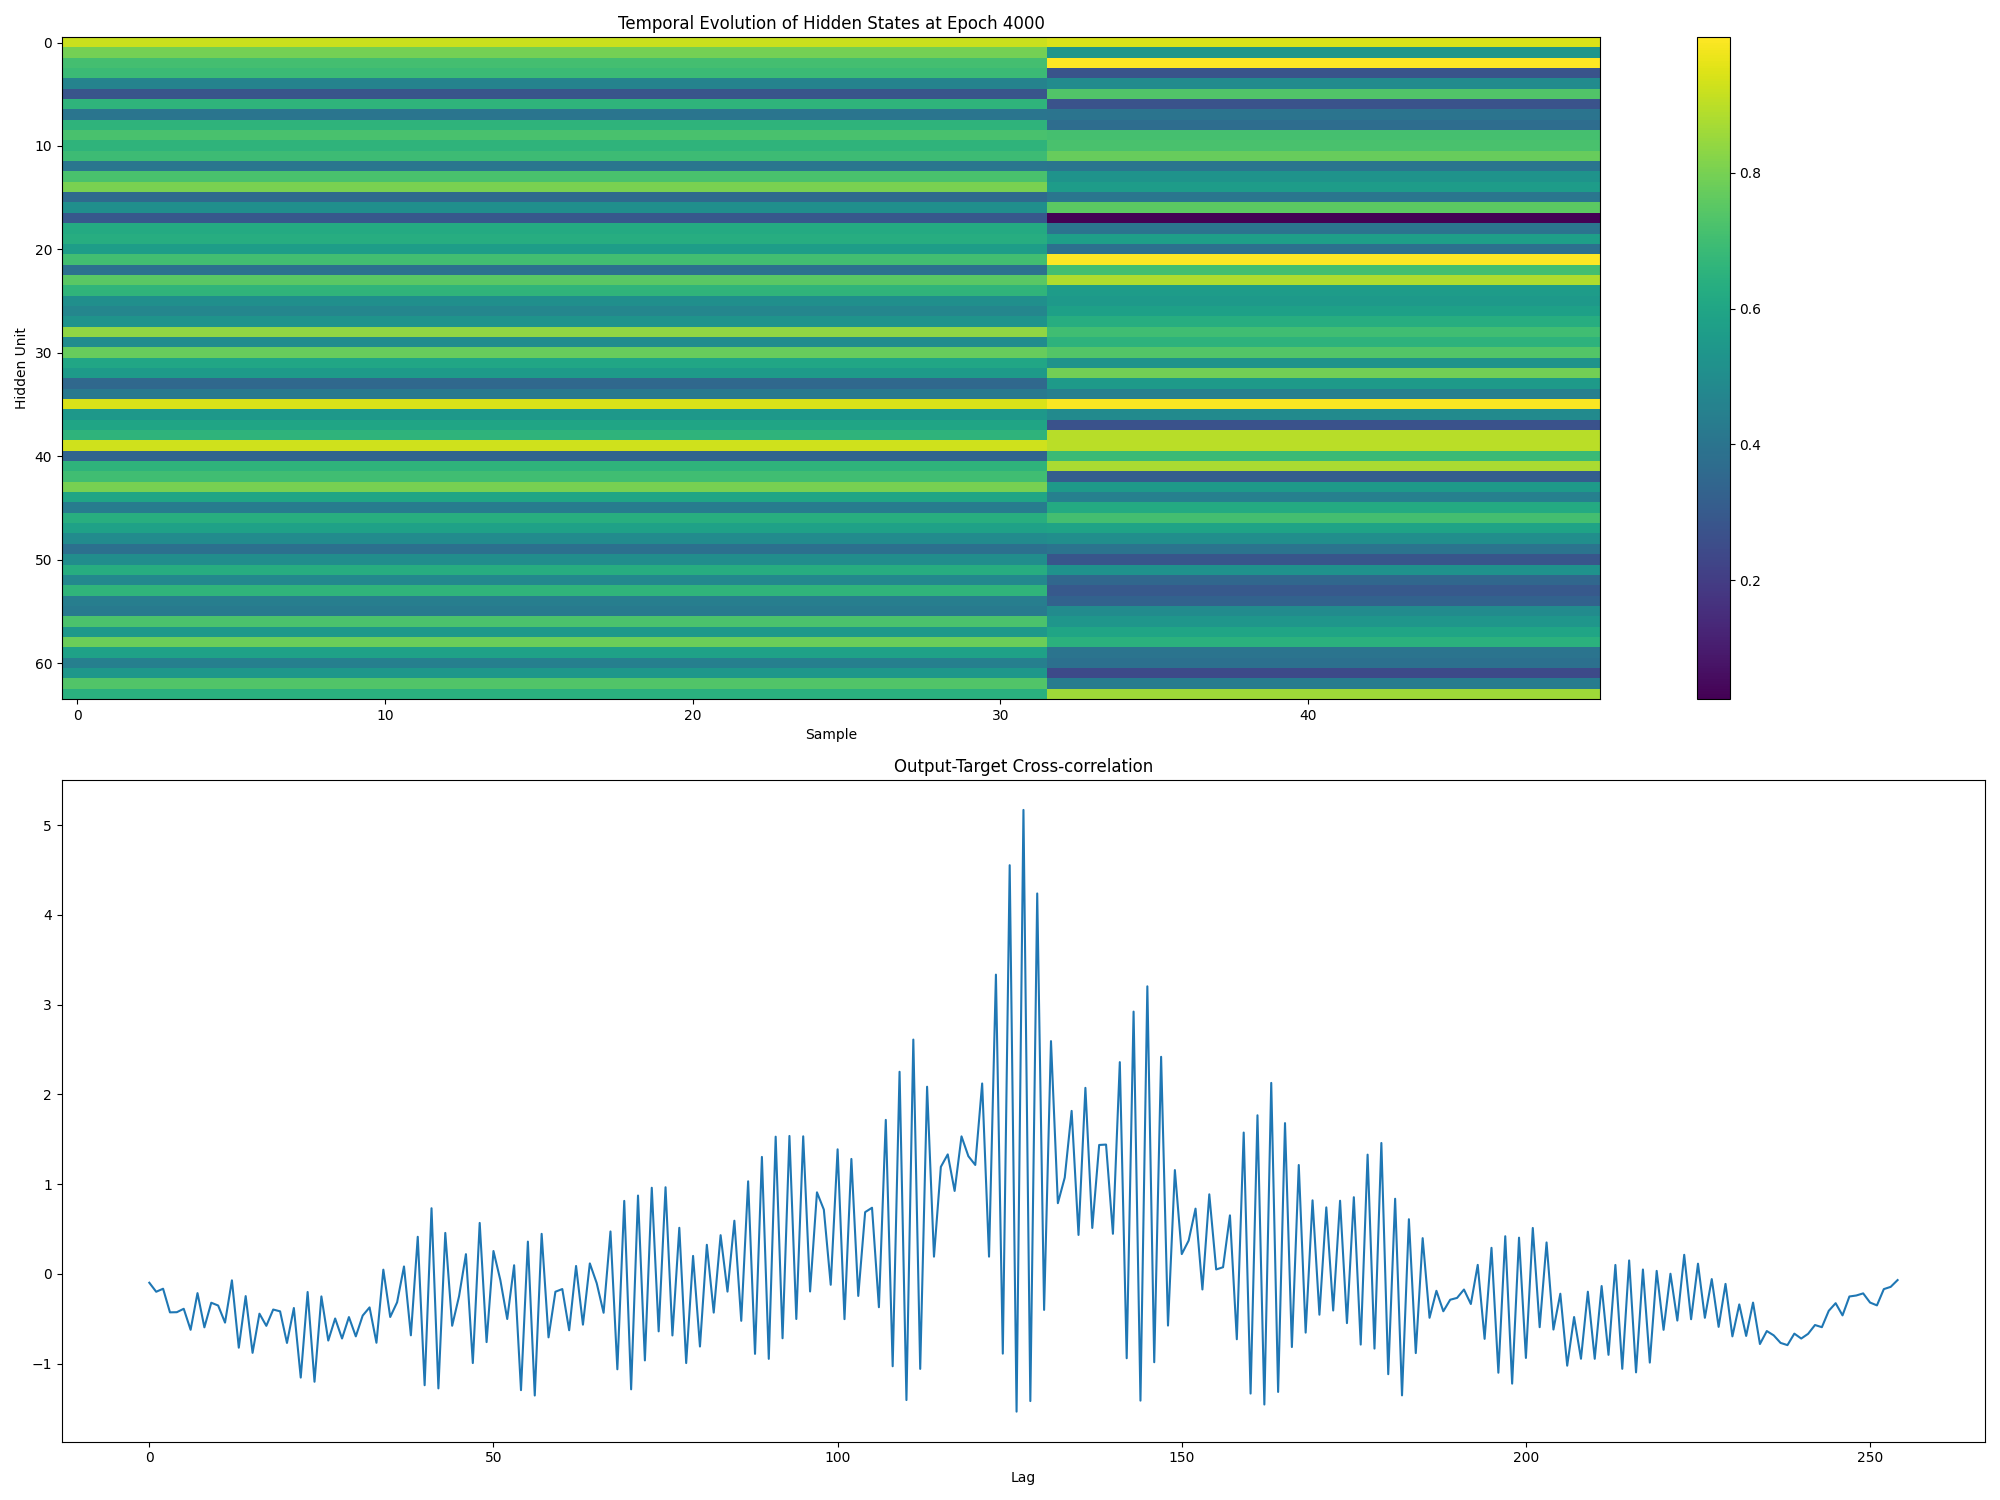 Temporal Evolution of Hidden States at Epoch 4000
0
10
20
30
40
50
60
Hidden Unit
0 10 20 30 40
Sample
0.8
0.6
0.4
0.2
Output-Target Cross-correlation
5
4
3
2
1
0
−1
0 50 100 150 200 250
Lag